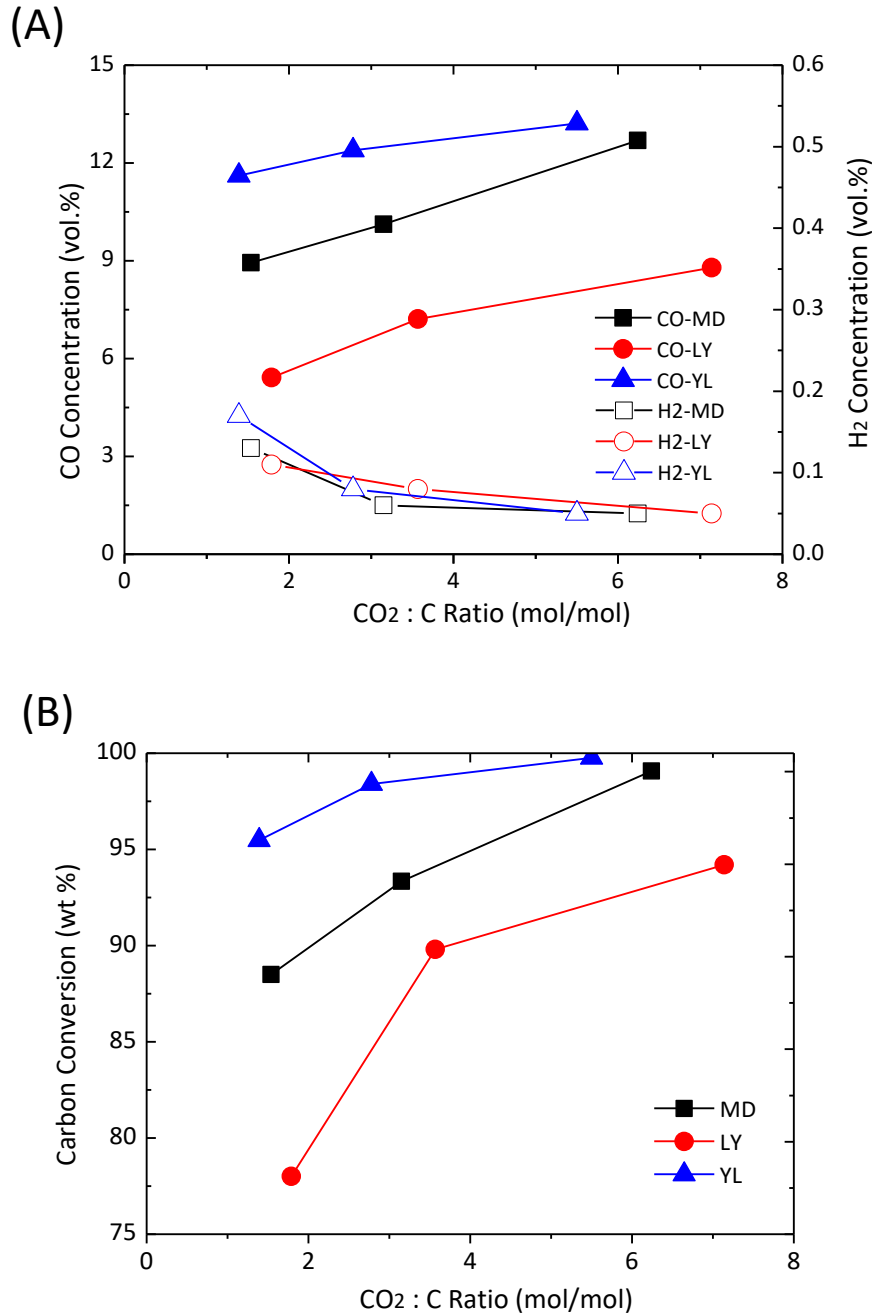 (A)
15
12
9
6
3
0
CO Concentration (vol.%)
0.6
0.5
0.4
0.3
0.2
0.1
0.0
H2 Concentration (vol.%)
CO-MD
CO-LY
CO-YL
H2-MD
H2-LY
H2-YL
0 2 4 6 8
CO2 : C Ratio (mol/mol)
(B)
100
95
90
85
80
75
Carbon Conversion (wt %)
MD
LY
YL
0 2 4 6 8
CO2 : C Ratio (mol/mol)